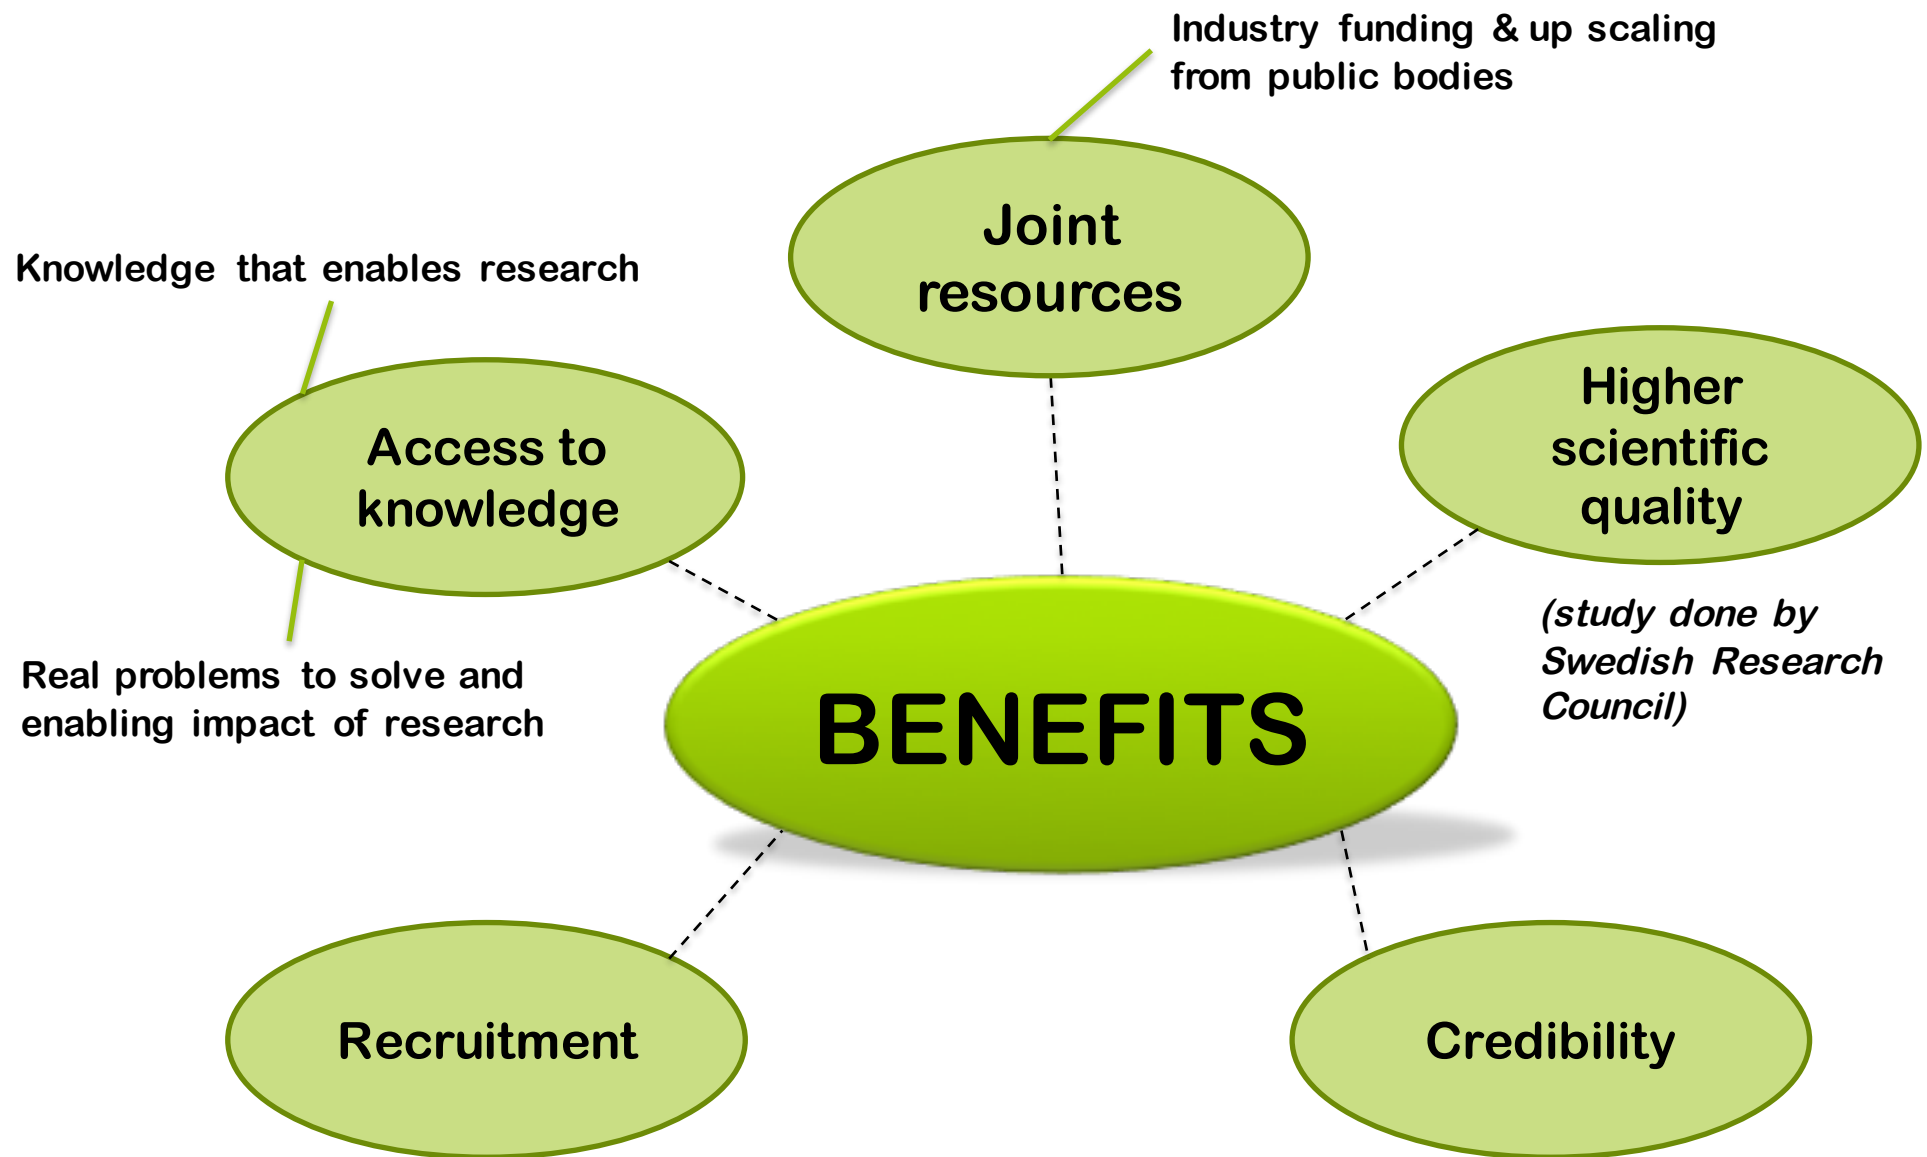 Industry funding & up scaling
from public bodies
Joint
resources
Knowledge that enables research
Access to
knowledge
Real problems to solve and
enabling impact of research
Higher
scientific
quality
(study done by
Swedish Research
Council)
BENEFITS
Recruitment
Credibility